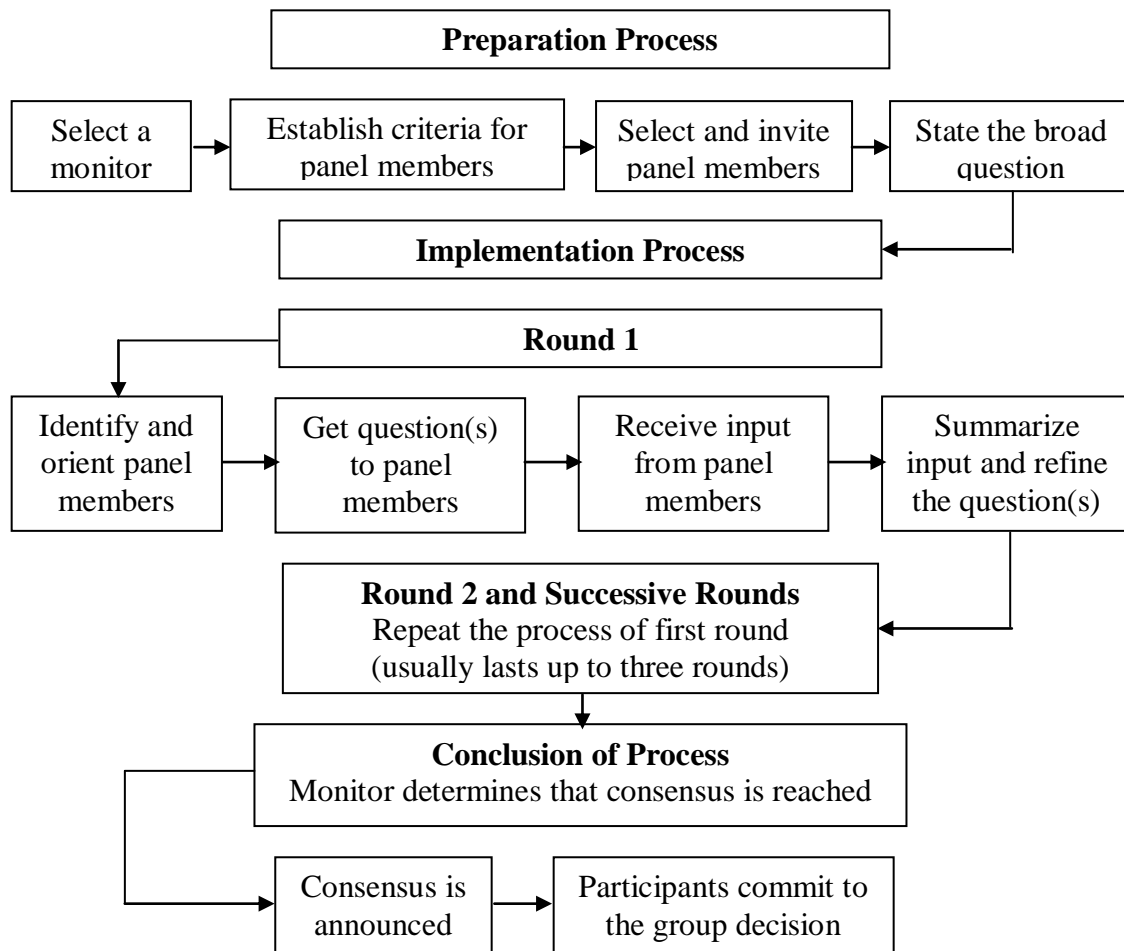 Preparation Process
Select a
monitor
Establish criteria for
panel members
Select and invite
panel members
State the broad
question
Implementation Process
Round 1
Identify and
orient panel
members
Get question(s)
to panel
members
Receive input
from panel
members
Summarize
input and refine
the question(s)
Round 2 and Successive Rounds
Repeat the process of first round
(usually lasts up to three rounds)
Conclusion of Process
Monitor determines that consensus is reached
Consensus is
announced
Participants commit to
the group decision